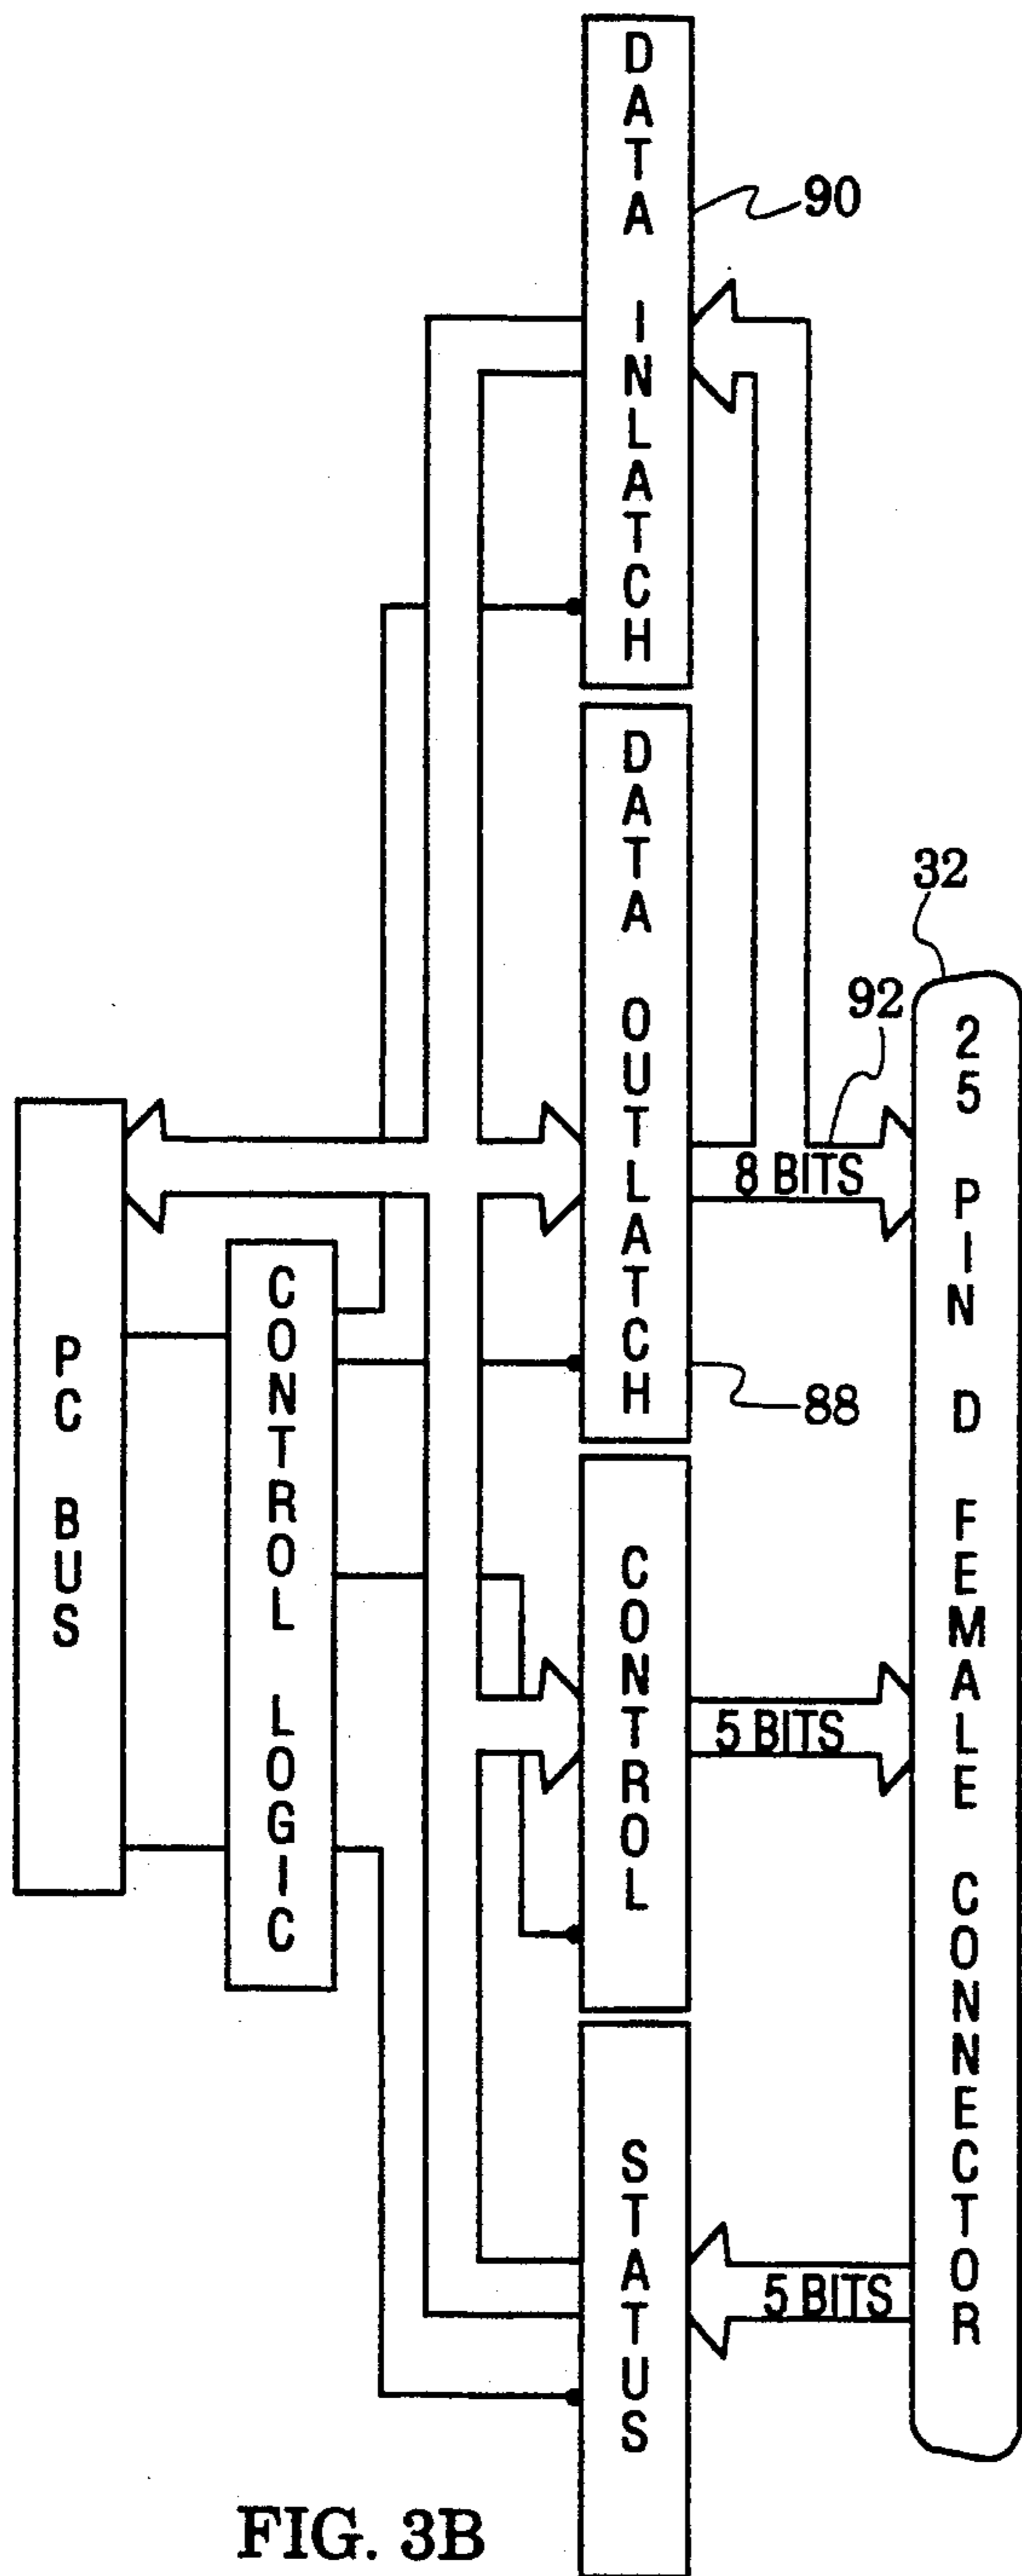 DATA INLATCH
90
DATA OUTLATCH
88
32
92
8 BITS
25 PIN D FEMALE CONNECTOR
PC BUS
CONTROL LOGIC
CONTROL
5 BITS
STATUS
5 BITS
FIG. 3B